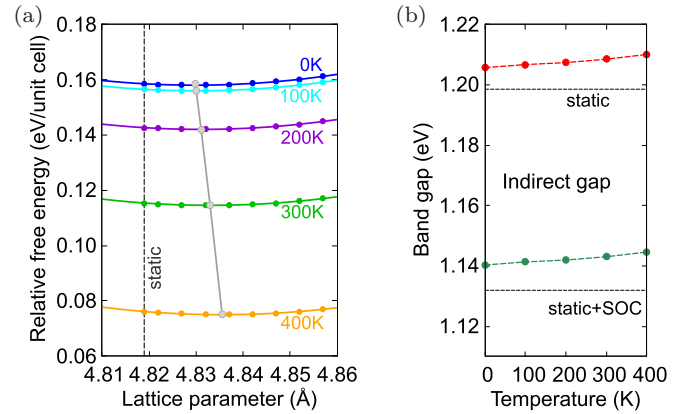 (a)
Relative free energy (eV/unit cell)
0.18
0.16
0.14
0.12
0.10
0.08
0.06
0K
100K
200K
300K
400K
static
4.81 4.82 4.83 4.84 4.85 4.86
Lattice parameter (Å)
(b)
Band gap (eV)
1.22
1.20
1.18
1.16
1.14
1.12
static
Indirect gap
static+SOC
0 100 200 300 400
Temperature (K)